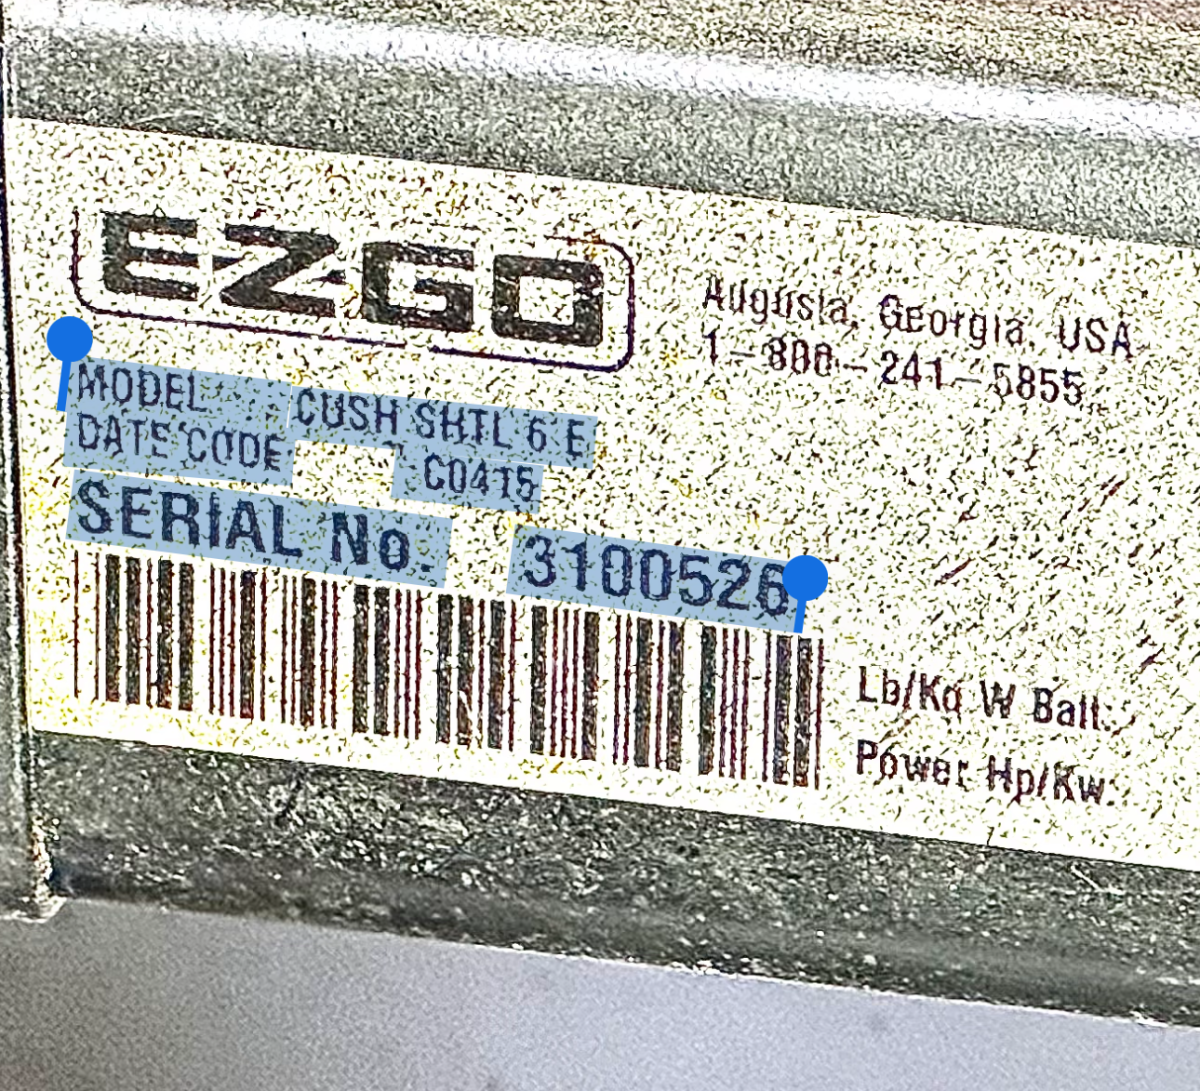 EZGO
Augusta, Georgia, USA
1-800-241-5855
MODEL CUSH SHTL 6 E
DATE CODE C0415
SERIAL No. 3100526
Lb/Kg W Batt:
Power Hp/Kw: